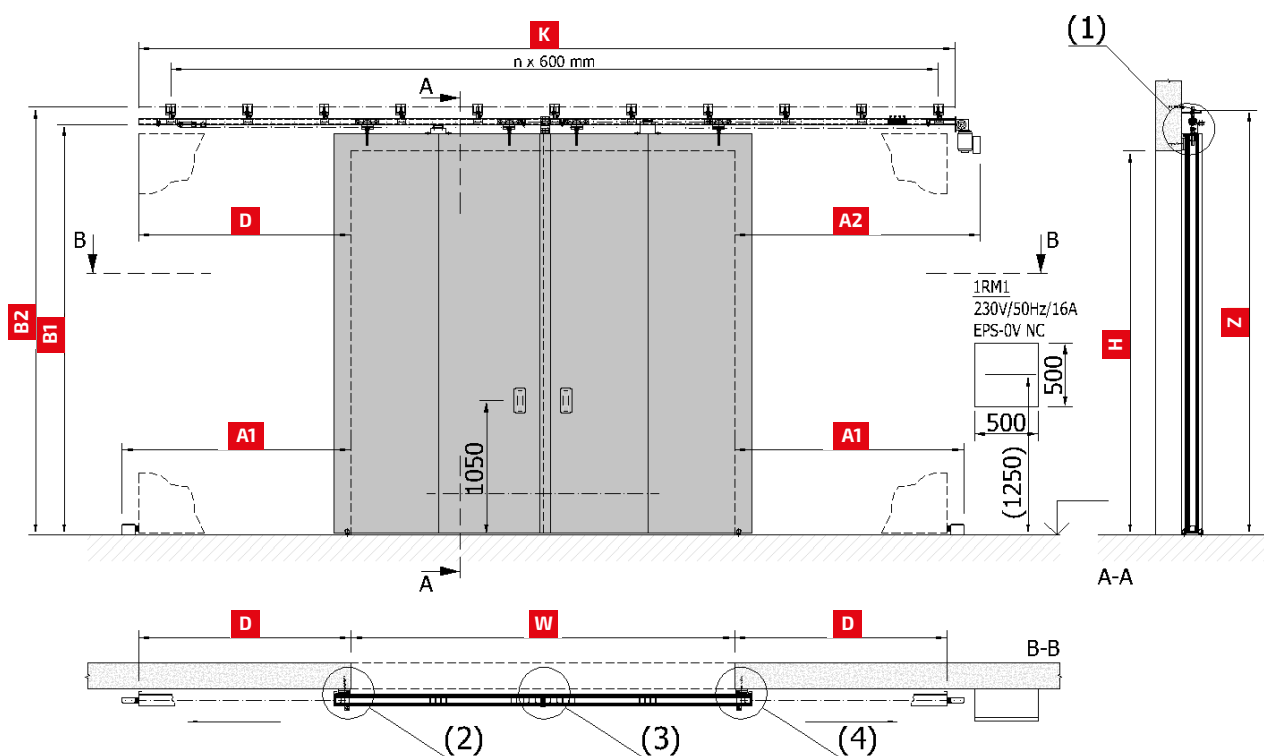 K
(1)
n x 600 mm
A
D
A2
B
B
1RM1
230V/50Hz/16A
EPS-0V NC
B2
B1
H
Z
500
500
A1
A1
1050
(1250)
A
A-A
D
W
D
B-B
(2)
(3)
(4)